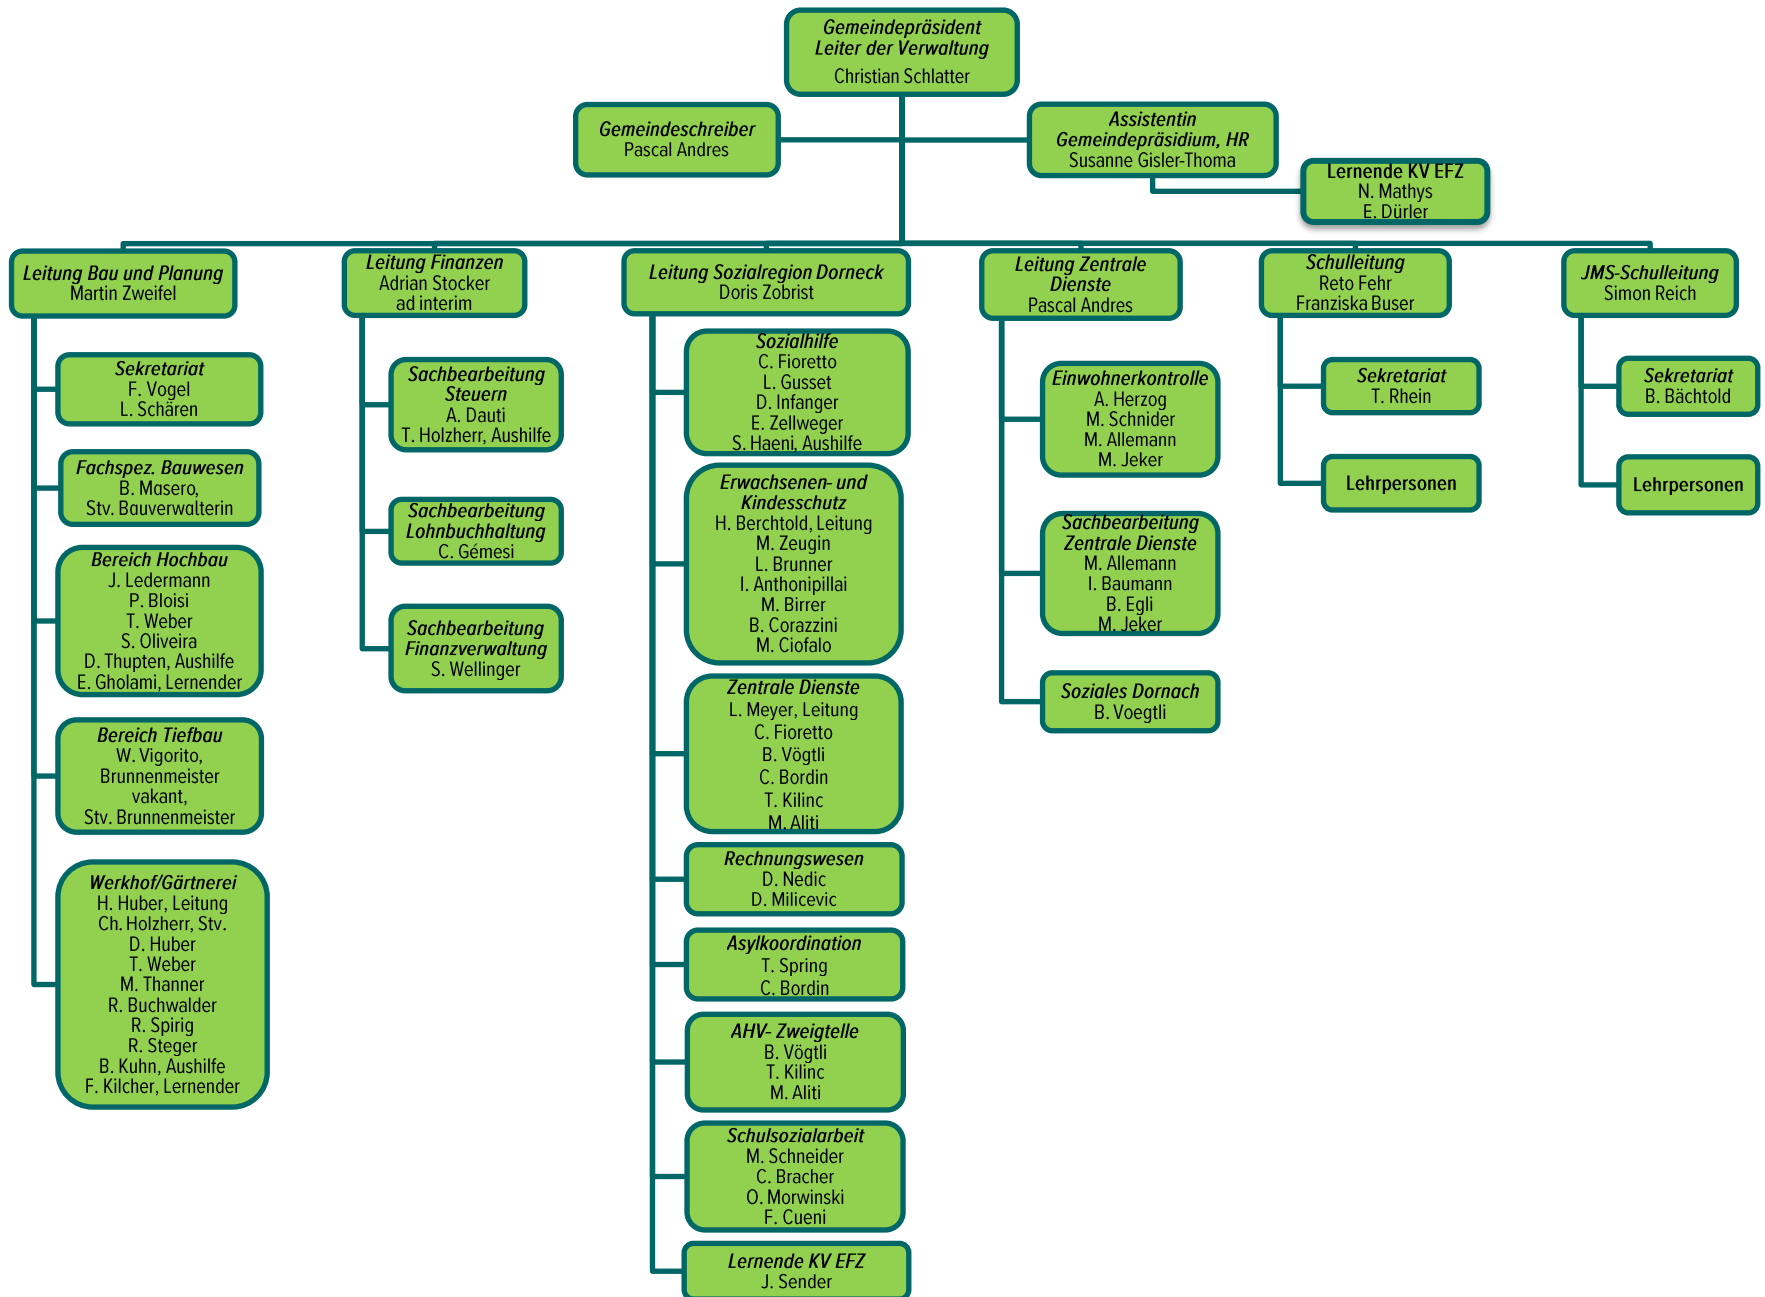 Gemeindepräsident
Leiter der Verwaltung
Christian Schlatter
Gemeindeschreiber
Pascal Andres
Assistentin
Gemeindepräsidium, HR
Susanne Gisler-Thoma
Lernende KV EFZ
N. Mathys
E. Dürler
Leitung Bau und Planung
Martin Zweifel
Sekretariat
F. Vogel
L. Schären
Fachspez. Bauwesen
B. Masero,
Stv. Bauverwalterin
Bereich Hochbau
J. Ledermann
P. Bloisi
T. Weber
S. Oliveira
D. Thupten, Aushilfe
E. Gholami, Lernender
Bereich Tiefbau
W. Vigorito,
Brunnenmeister
vakant,
Stv. Brunnenmeister
Werkhof/Gärtnerei
H. Huber, Leitung
Ch. Holzherr, Stv.
D. Huber
T. Weber
M. Thanner
R. Buchwalder
R. Spirig
R. Steger
B. Kuhn, Aushilfe
F. Kilcher, Lernender
Leitung Finanzen
Adrian Stocker
ad interim
Sachbearbeitung
Steuern
A. Dauti
T. Holzherr, Aushilfe
Sachbearbeitung
Lohnbuchhaltung
C. Gémesi
Sachbearbeitung
Finanzverwaltung
S. Wellinger
Leitung Sozialregion Dorneck
Doris Zobrist
Sozialhilfe
C. Fioretto
L. Gusset
D. Infanger
E. Zellweger
S. Haeni, Aushilfe
Erwachsenen- und
Kindesschutz
H. Berchtold, Leitung
M. Zeugin
L. Brunner
I. Anthonipillai
M. Birrer
B. Corazzini
M. Ciofalo
Zentrale Dienste
L. Meyer, Leitung
C. Fioretto
B. Vögtli
C. Bordin
T. Kilinc
M. Aliti
Rechnungswesen
D. Nedic
D. Milicevic
Asylkoordination
T. Spring
C. Bordin
AHV- Zweigtelle
B. Vögtli
T. Kilinc
M. Aliti
Schulsozialarbeit
M. Schneider
C. Bracher
O. Morwinski
F. Cueni
Lernende KV EFZ
J. Sender
Leitung Zentrale
Dienste
Pascal Andres
Einwohnerkontrolle
A. Herzog
M. Schnider
M. Allemann
M. Jeker
Sachbearbeitung
Zentrale Dienste
M. Allemann
I. Baumann
B. Egli
M. Jeker
Soziales Dornach
B. Voegtli
Schulleitung
Reto Fehr
Franziska Buser
Sekretariat
T. Rhein
Lehrpersonen
JMS-Schulleitung
Simon Reich
Sekretariat
B. Bächtold
Lehrpersonen